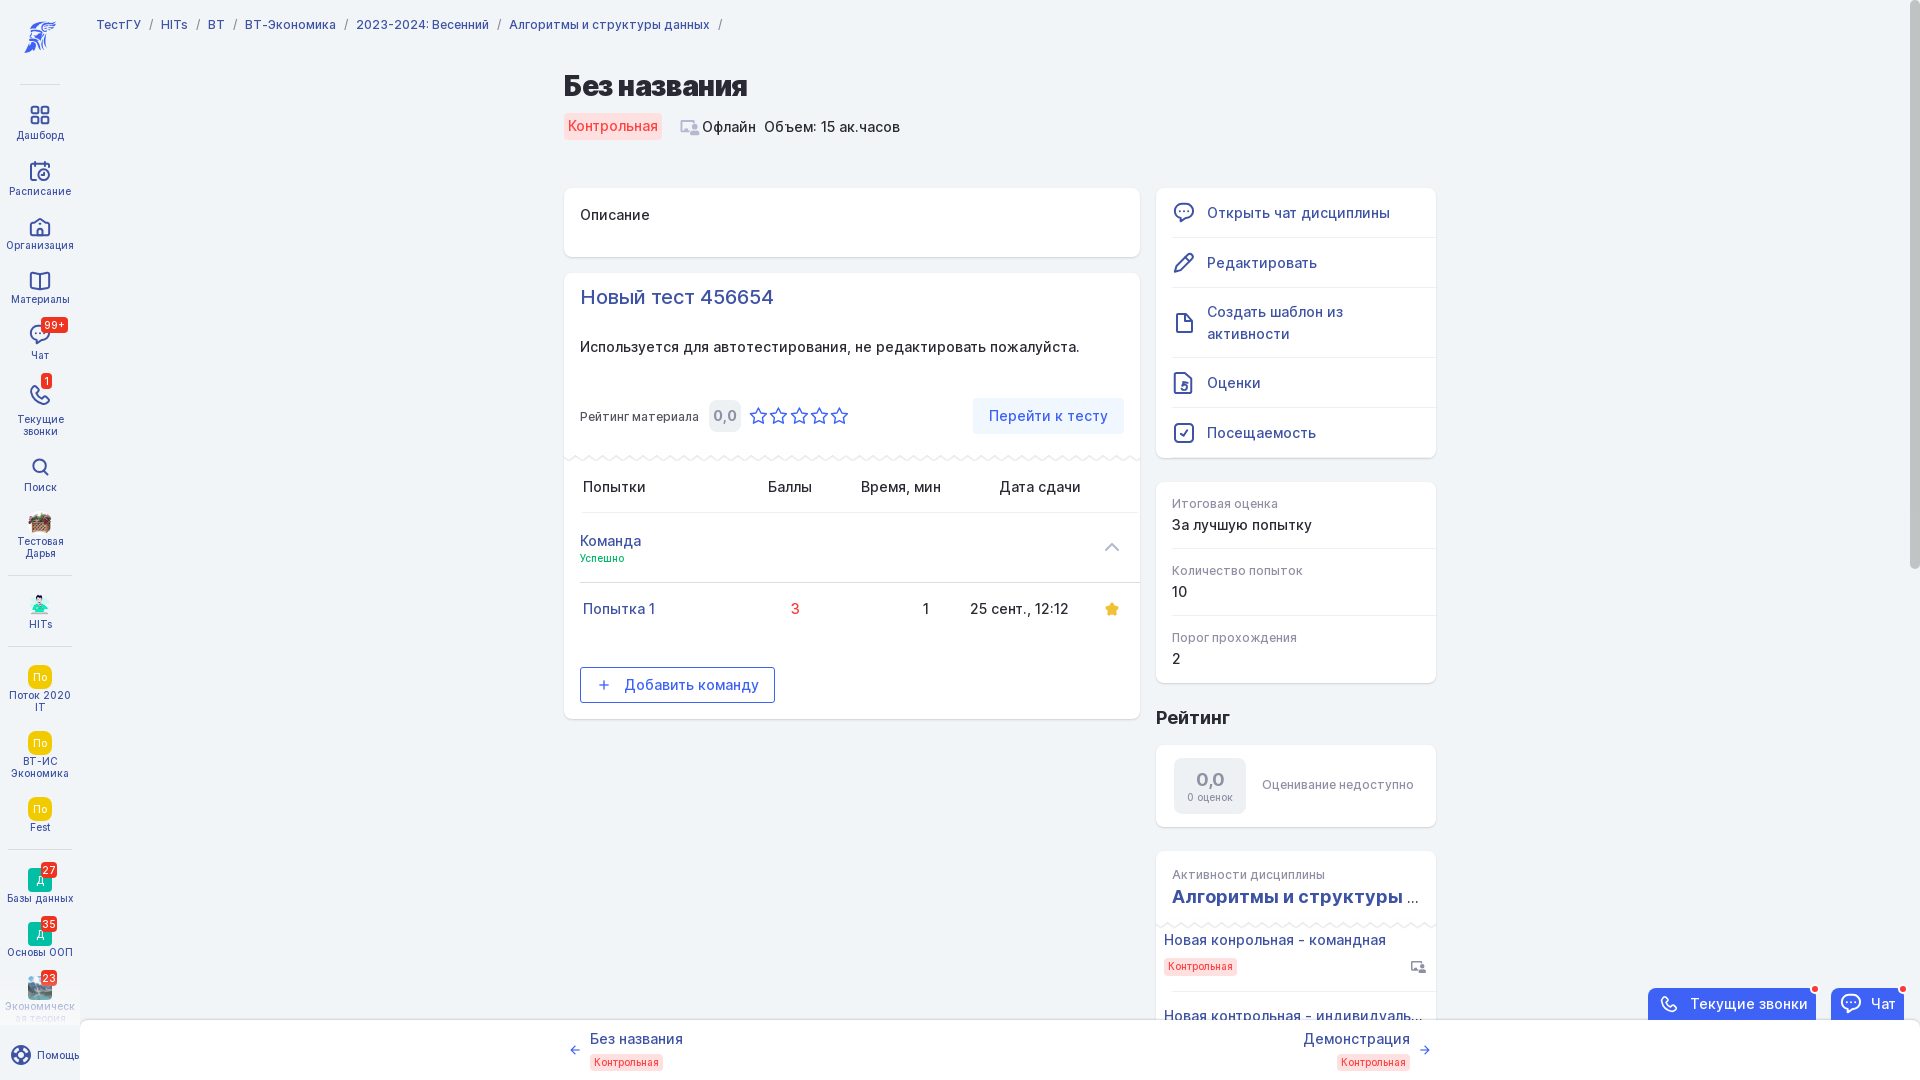 ТестГУ / HITs / ВТ / ВТ-Экономика / 2023-2024: Весенний / Алгоритмы и структуры данных /
Дашборд
Расписание
Организация
Материалы
99+
Чат
1
Текущие
звонки
Поиск
Тестовая
Дарья
HITs
По
Поток 2020
IT
По
ВТ-ИС
Экономика
По
Fest
27
Д
Базы данных
35
Д
Основы ООП
23
Экономическ
ая теория
Помощь
Без названия
Контрольная
Офлайн Объем: 15 ак.часов
Описание
Новый тест 456654
Используется для автотестирования, не редактировать пожалуйста.
Рейтинг материала 0,0
Перейти к тесту
Попытки Баллы Время, мин Дата сдачи
Команда
Успешно
Попытка 1 3 1 25 сент., 12:12
+ Добавить команду
Открыть чат дисциплины
Редактировать
Создать шаблон из
активности
5
Оценки
Посещаемость
Итоговая оценка
За лучшую попытку
Количество попыток
10
Порог прохождения
2
Рейтинг
0,0
0 оценок
Оценивание недоступно
Активности дисциплины
Алгоритмы и структуры ...
Новая конрольная - командная
Контрольная
Новая контрольная - индивидуаль...
Текущие звонки
Чат
Без названия
Контрольная
Демонстрация
Контрольная